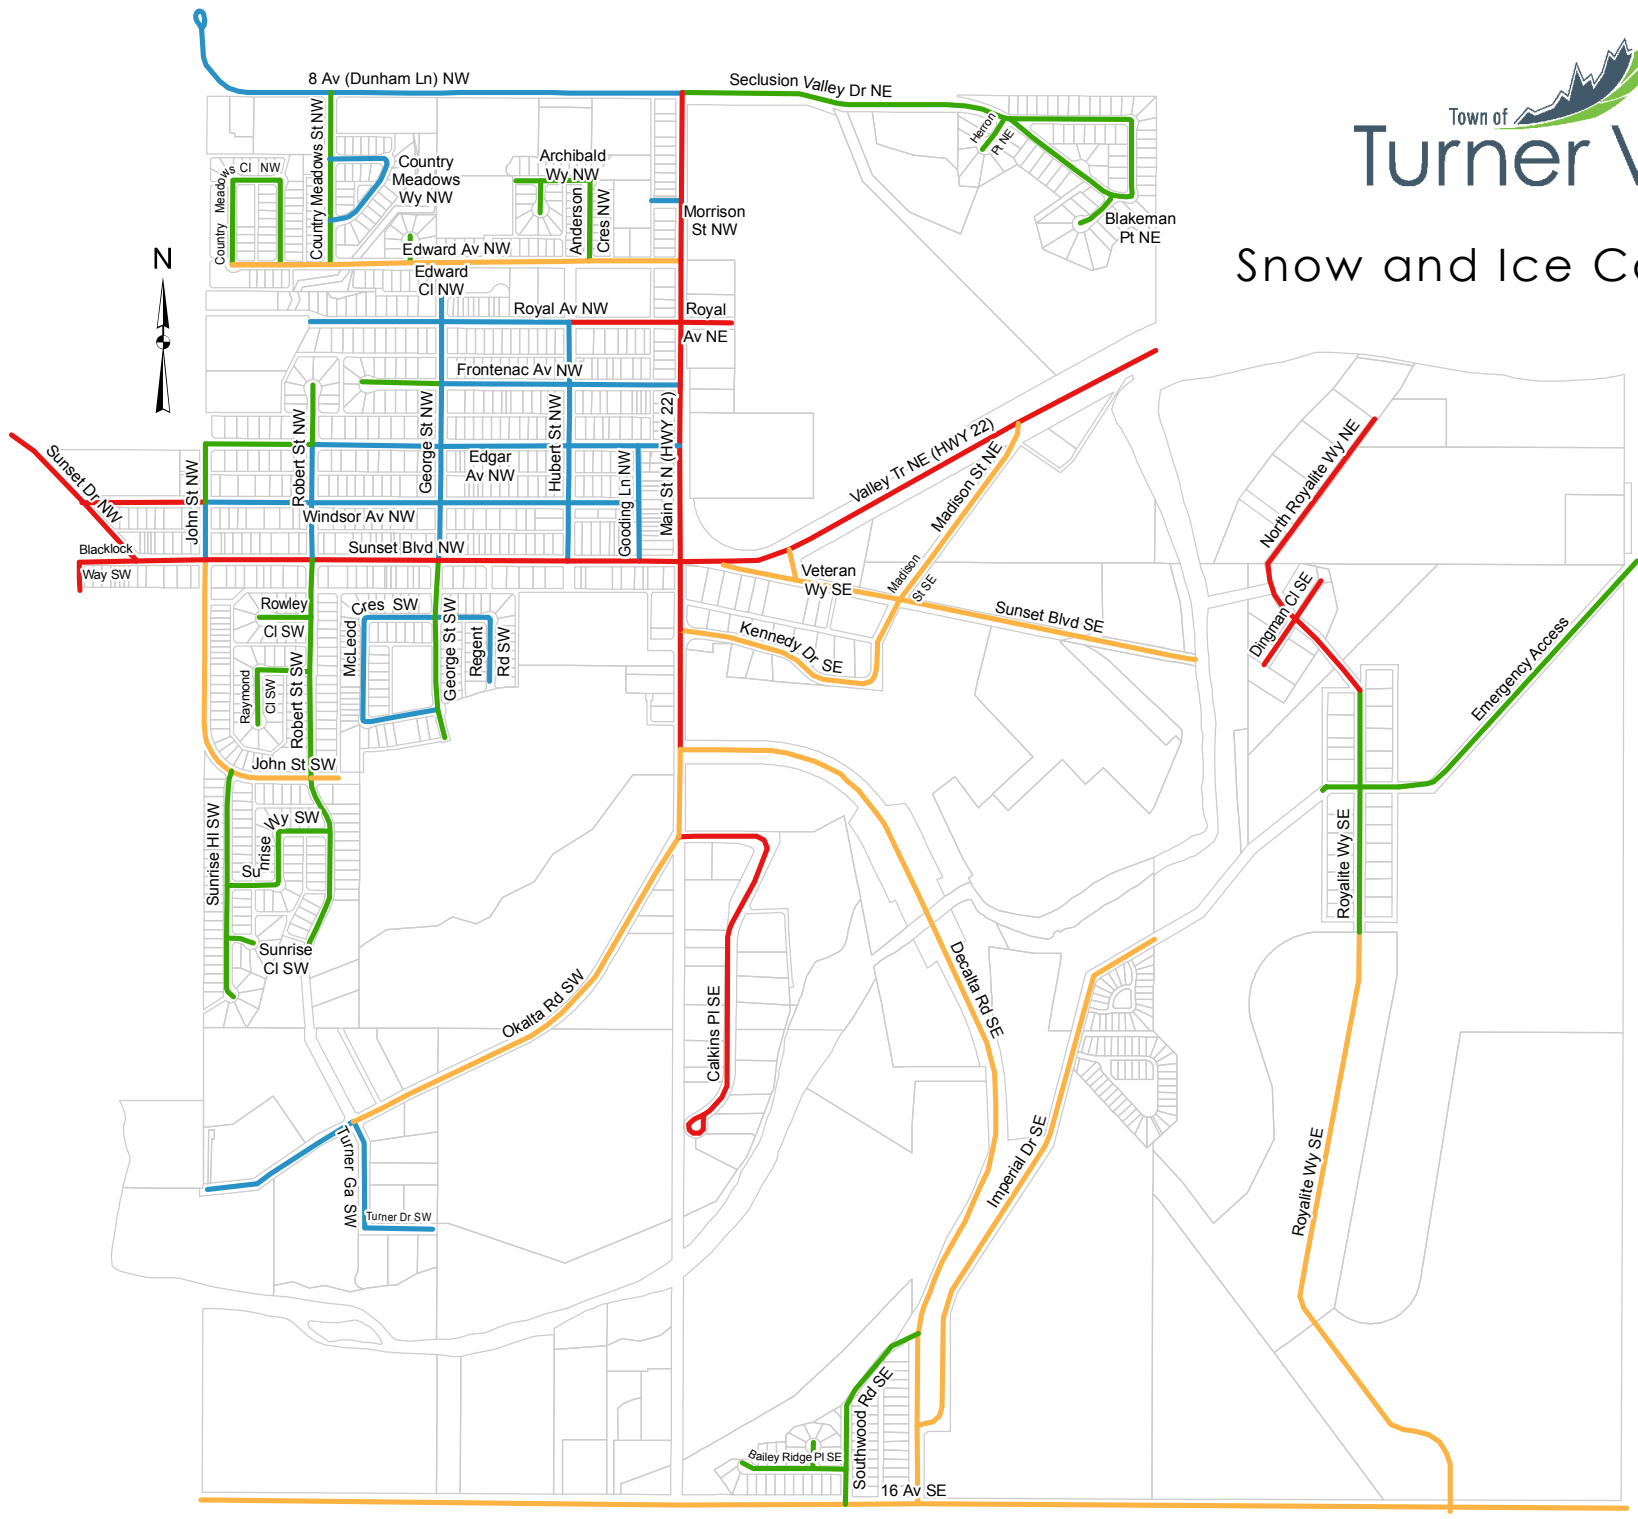 8 Av (Dunham Ln) NW
Seclusion Valley Dr NE
Town of
Turner V
Snow and Ice Co
Country Meadows Cl NW
Country Meadows St NW
Country
Meadows
Wy NW
Archibald
Wy NW
Anderson
Cres NW
Morrison
St NW
Herron
Pt NE
Blakeman
Pt NE
Edward Av NW
Edward
Cl NW
N
Royal Av NW
Royal
Av NE
Frontenac Av NW
Robert St NW
George St NW
Hubert St NW
Gooding Ln NW
Main St N (HWY 22)
Edgar
Av NW
Valley Tr NE (HWY 22)
Madison St NE
North Royalite Wy NE
Sunset Dr NW
John St NW
Windsor Av NW
Sunset Blvd NW
Blacklock
Way SW
Veteran
Wy SE
Madison
St SE
Sunset Blvd SE
Dingman Cl SE
Emergency Access
Rowley
Cl SW
McLeod
Cres SW
George St SW
Regent
Rd SW
Kennedy Dr SE
Raymond
Cl SW
Robert St SW
John St SW
Sunrise Hl SW
Sunrise Wy SW
Sunrise
Cl SW
Royalite Wy SE
Okalta Rd SW
Calkins Pl SE
Decalta Rd SE
Imperial Dr SE
Royalite Wy SE
Turner Ga SW
Turner Dr SW
Southwood Rd SE
Bailey Ridge Pl SE
16 Av SE